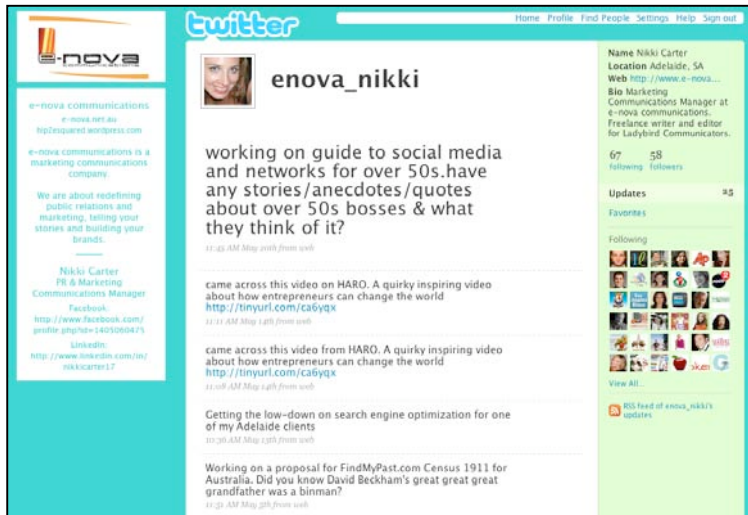 e-nova
communications
e-nova communications
e-nova.net.au
hip2esquared.wordpress.com
e-nova communications is a
marketing communications
company.
We are about redefining
public relations and
marketing, telling your
stories and building your
brands.
Nikki Carter
PR & Marketing
Communications Manager
Facebook:
http://www.facebook.com/
profile.php?id=1405060475
LinkedIn:
http://www.linkedin.com/in/
nikkicarter17
twitter
Home Profile Find People Settings Help Sign out
enova_nikki
working on guide to social media
and networks for over 50s.have
any stories/anecdotes/quotes
about over 50s bosses & what
they think of it?
11:45 AM May 20th from web
came across this video on HARO. A quirky inspiring video
about how entrepreneurs can change the world
http://tinyurl.com/ca6yqx
11:11 AM May 14th from web
came across this video from HARO. A quirky inspiring video
about how entrepreneurs can change the world
http://tinyurl.com/ca6yqx
11:08 AM May 14th from web
Getting the low-down on search engine optimization for one
of my Adelaide clients
10:36 AM May 13th from web
Working on a proposal for FindMyPast.com Census 1911 for
Australia. Did you know David Beckham's great great great
grandfather was a binman?
11:51 AM May 5th from web
Name Nikki Carter
Location Adelaide, SA
Web http://www.e-nova....
Bio Marketing
Communications Manager at
e-nova communications.
Freelance writer and editor
for Ladybird Communicators.
67 58
following followers
Updates 25
Favorites
Following
View All...
RSS feed of enova_nikki's
updates